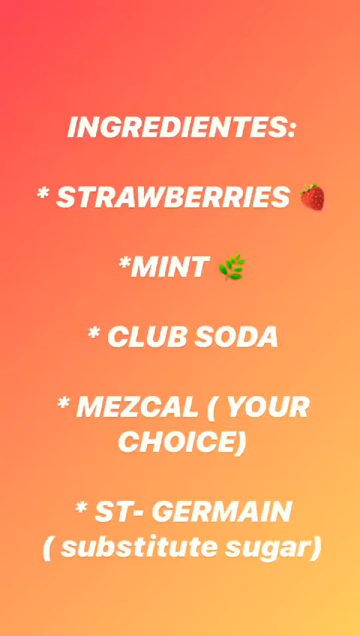 INGREDIENTES:
* STRAWBERRIES 🍓
*MINT 🌿
* CLUB SODA
* MEZCAL ( YOUR
CHOICE)
* ST- GERMAIN
( substitute sugar)